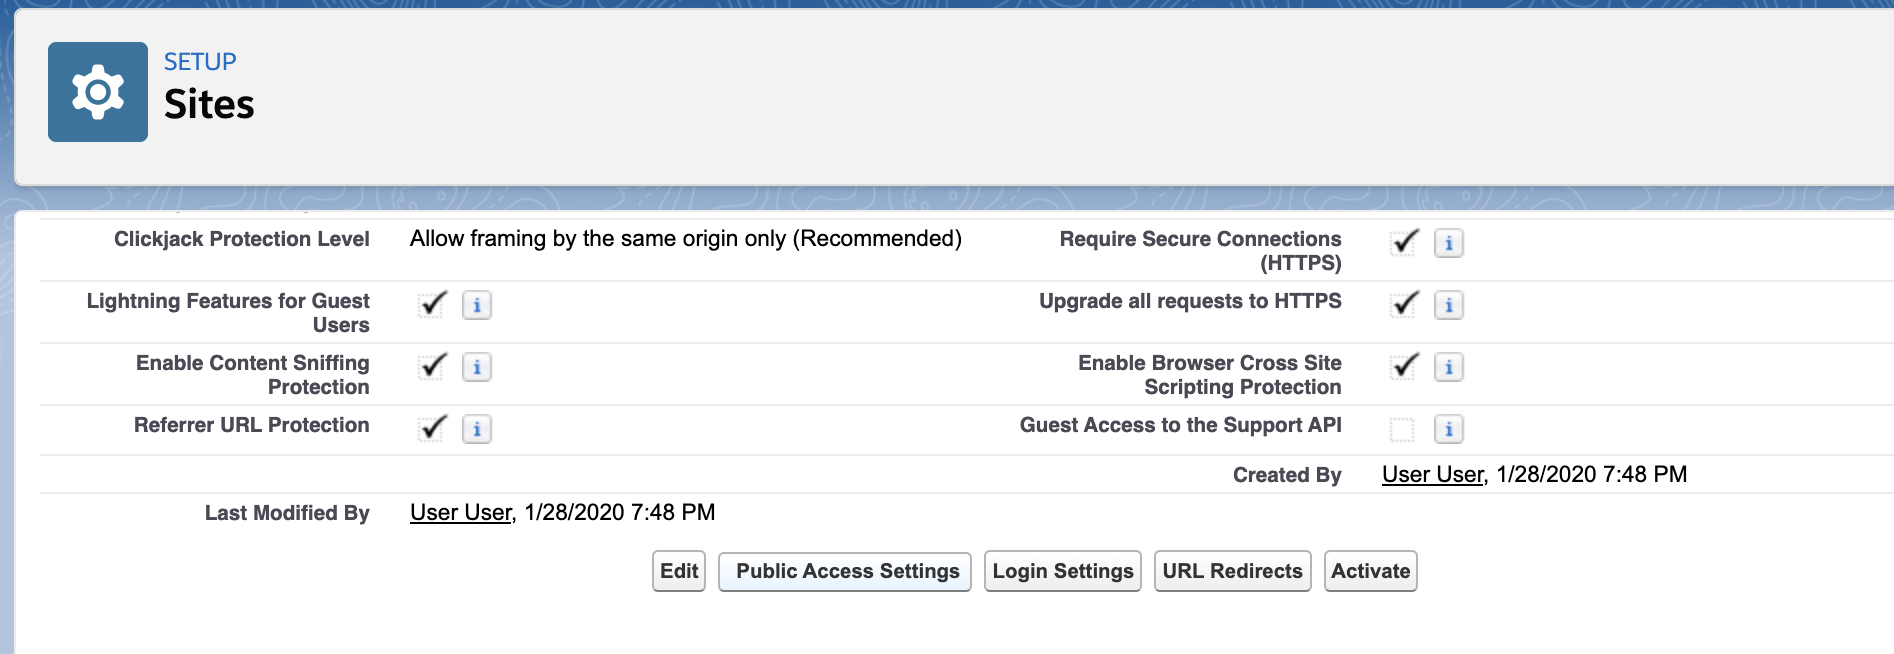 SETUP
Sites
Clickjack Protection Level Allow framing by the same origin only (Recommended) Require Secure Connections
(HTTPS)
Lightning Features for Guest Upgrade all requests to HTTPS
Users
Enable Content Sniffing Enable Browser Cross Site
Protection Scripting Protection
Referrer URL Protection Guest Access to the Support API
Created By User User, 1/28/2020 7:48 PM
Last Modified By User User, 1/28/2020 7:48 PM
Edit Public Access Settings Login Settings URL Redirects Activate